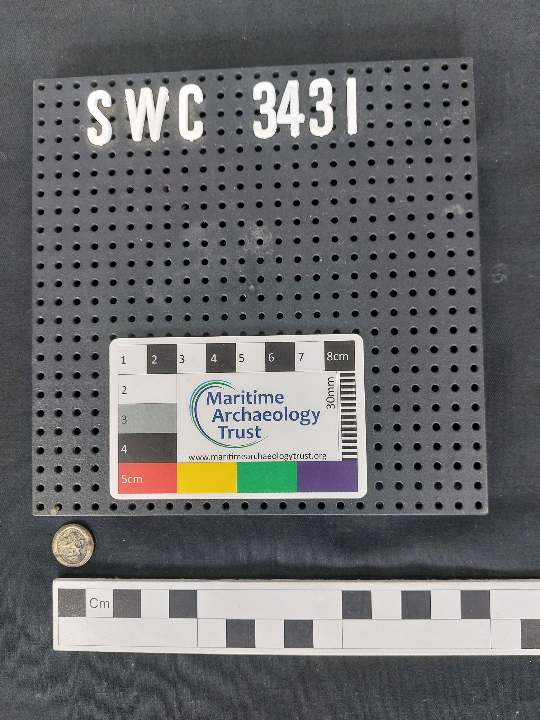 SWC 3431
1 2 3 4 5 6 7 8cm
2
3
4
5cm
Maritime
Archaeology
Trust
30mm
www.maritimearchaeologytrust.org
Cm